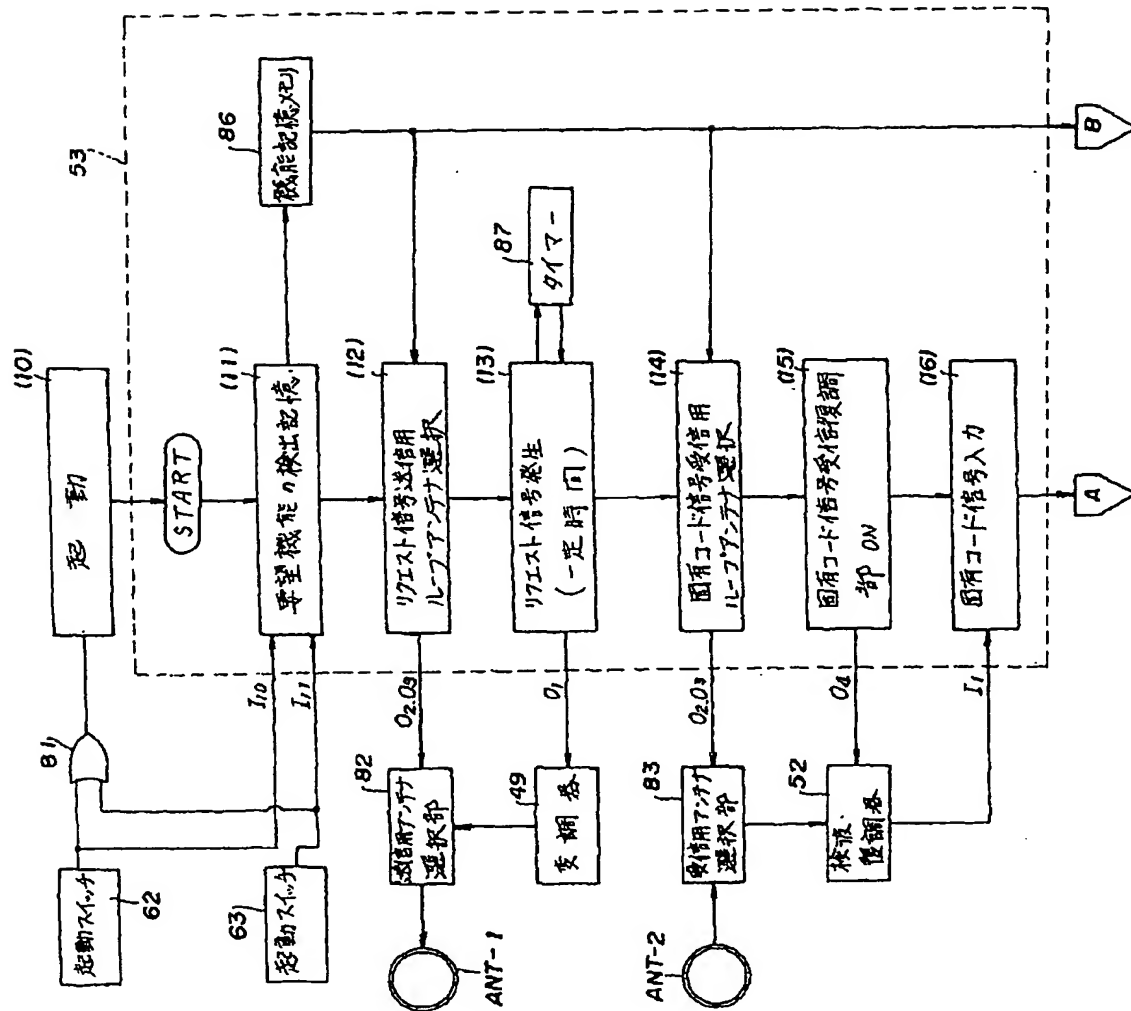 53
(110)
起動
START
81
起動スイッチ
62
起動スイッチ
63
I10
I11
(111)
要望機能の検出記憶
86
機能記憶メモリ
(112)
リクエスト信号送信用
ループアンテナ選択
O2.O3
82
送信用アンテナ
選択部
ANT-1
(113)
リクエスト信号発生
(一定時間)
87
タイマー
O1
49
変調器
(114)
固有コード信号受信用
ループアンテナ選択
O2.O3
83
受信用アンテナ
選択部
ANT-2
(115)
固有コード信号受信復調
部ON
O4
52
検波・
復調器
(116)
固有コード信号入力
I1
A
B